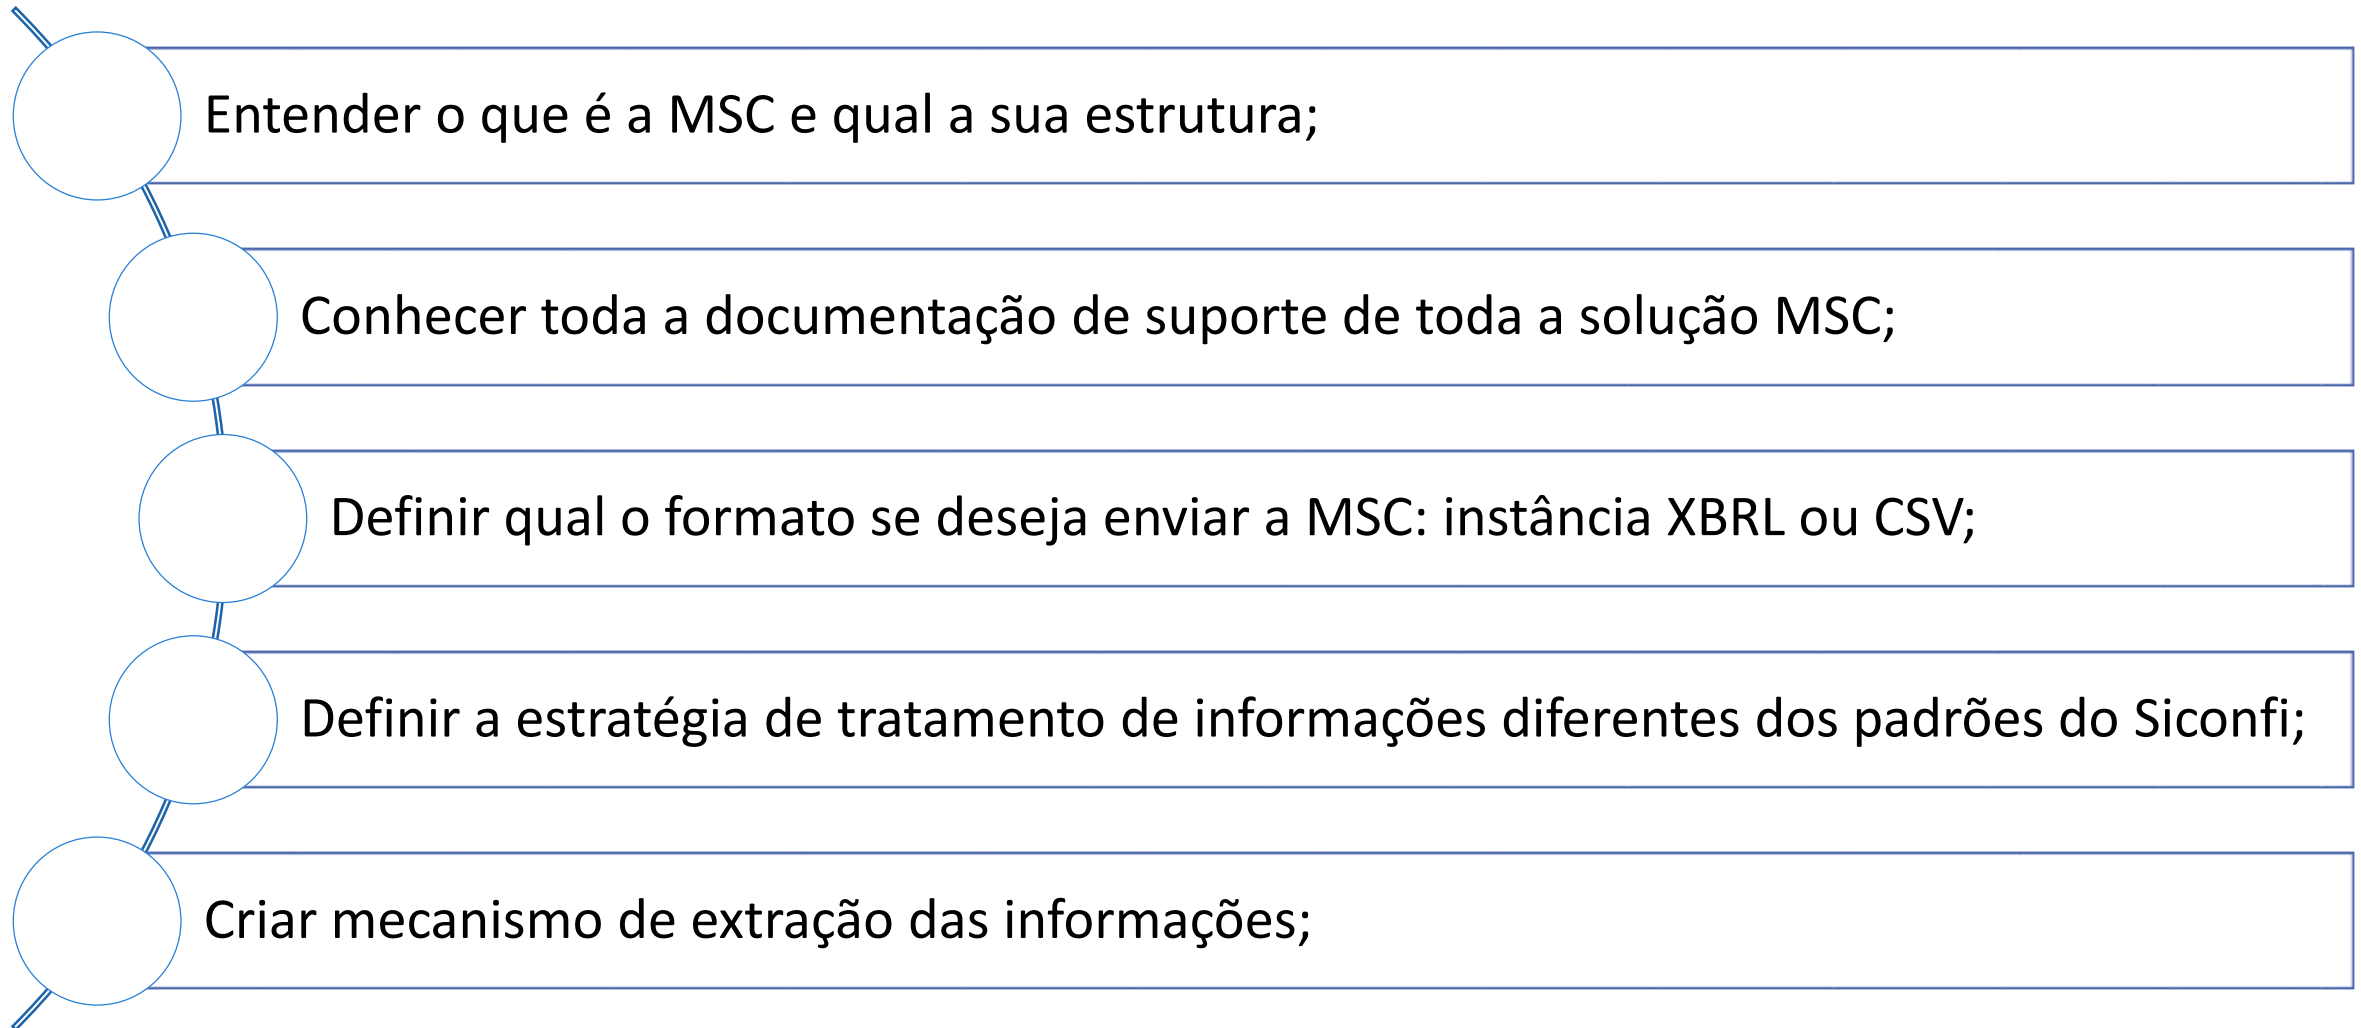 Entender o que é a MSC e qual a sua estrutura;
Conhecer toda a documentação de suporte de toda a solução MSC;
Definir qual o formato se deseja enviar a MSC: instância XBRL ou CSV;
Definir a estratégia de tratamento de informações diferentes dos padrões do Siconfi;
Criar mecanismo de extração das informações;